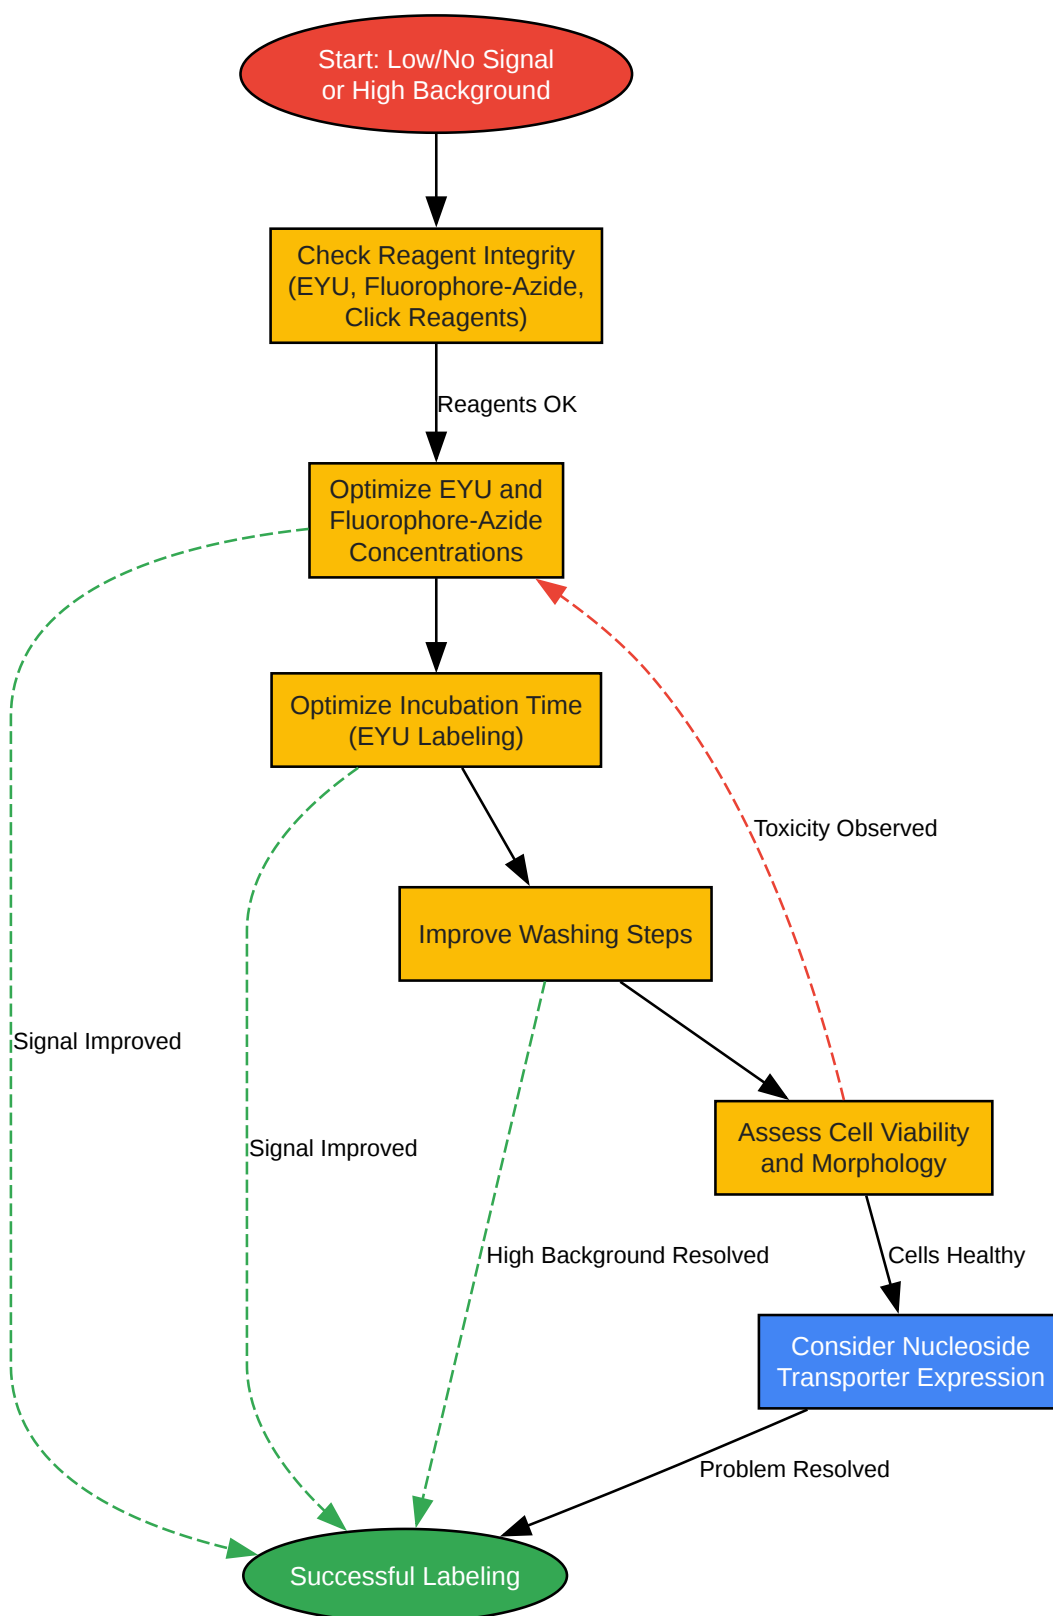 Start: Low/No Signal
or High Background
Check Reagent Integrity
(EYU, Fluorophore-Azide,
Click Reagents)
Reagents OK
Optimize EYU and
Fluorophore-Azide
Concentrations
Optimize Incubation Time
(EYU Labeling)
Toxicity Observed
Improve Washing Steps
Signal Improved
Assess Cell Viability
and Morphology
Signal Improved
High Background Resolved
Cells Healthy
Consider Nucleoside
Transporter Expression
Problem Resolved
Successful Labeling